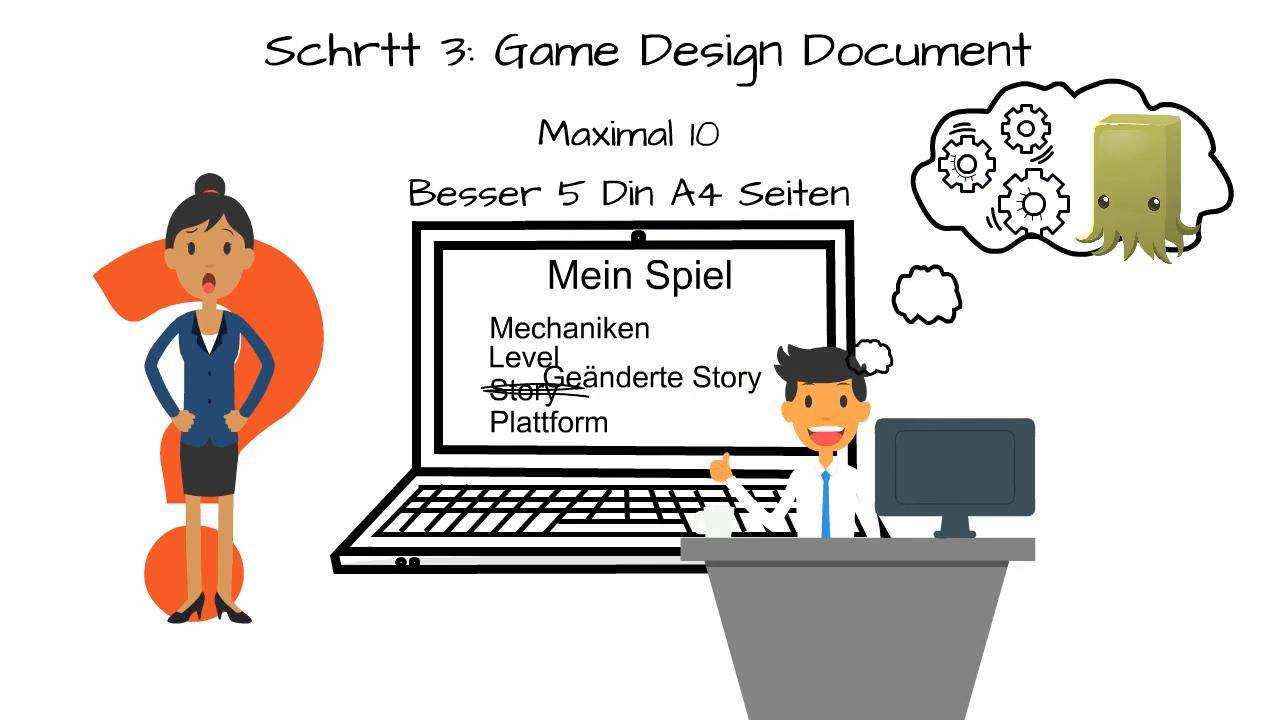 Schritt 3: Game Design Document
Maximal 10
Besser 5 Din A4 Seiten
Mein Spiel
Mechaniken
Level
Geänderte Story
Story
Plattform